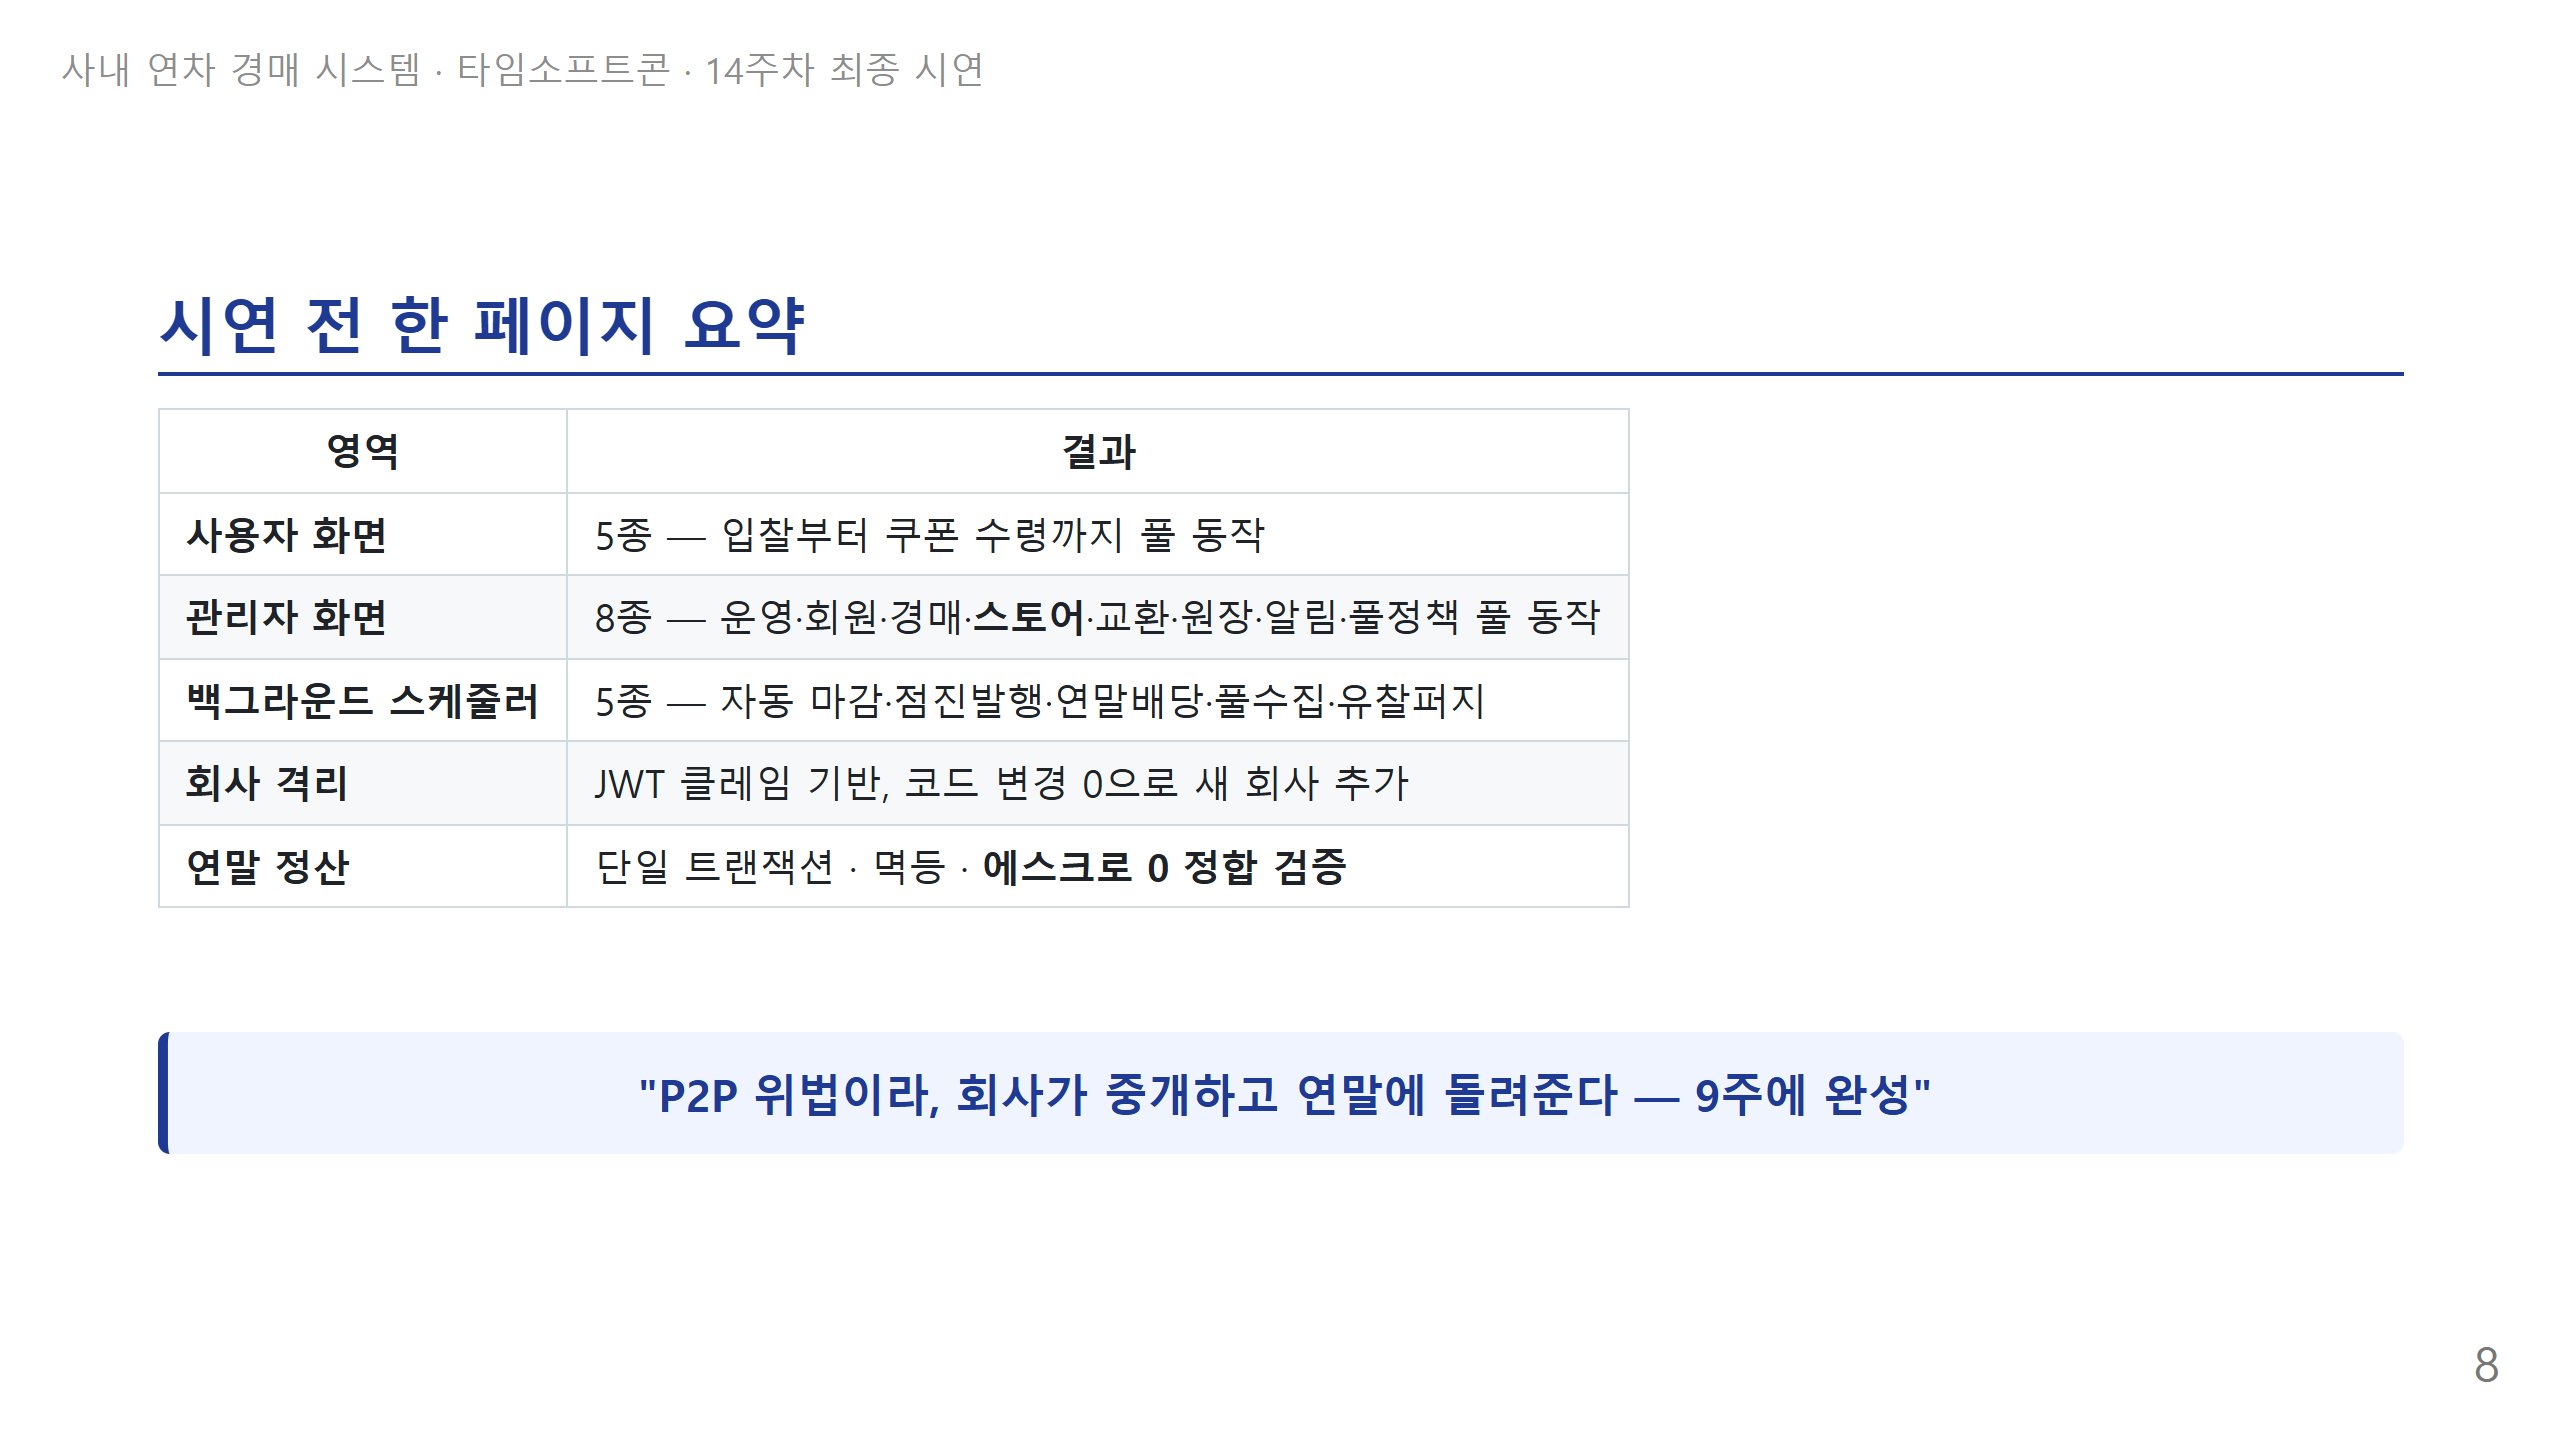 사내 연차 경매 시스템 · 타임소프트콘 · 14주차 최종 시연
시연 전 한 페이지 요약
영역 결과
사용자 화면 5종 — 입찰부터 쿠폰 수령까지 풀 동작
관리자 화면 8종 — 운영·회원·경매·스토어·교환·원장·알림·풀정책 풀 동작
백그라운드 스케줄러 5종 — 자동 마감·점진발행·연말배당·풀수집·유찰퍼지
회사 격리 JWT 클레임 기반, 코드 변경 0으로 새 회사 추가
연말 정산 단일 트랜잭션 · 멱등 · 에스크로 0 정합 검증
"P2P 위법이라, 회사가 중개하고 연말에 돌려준다 — 9주에 완성"
8